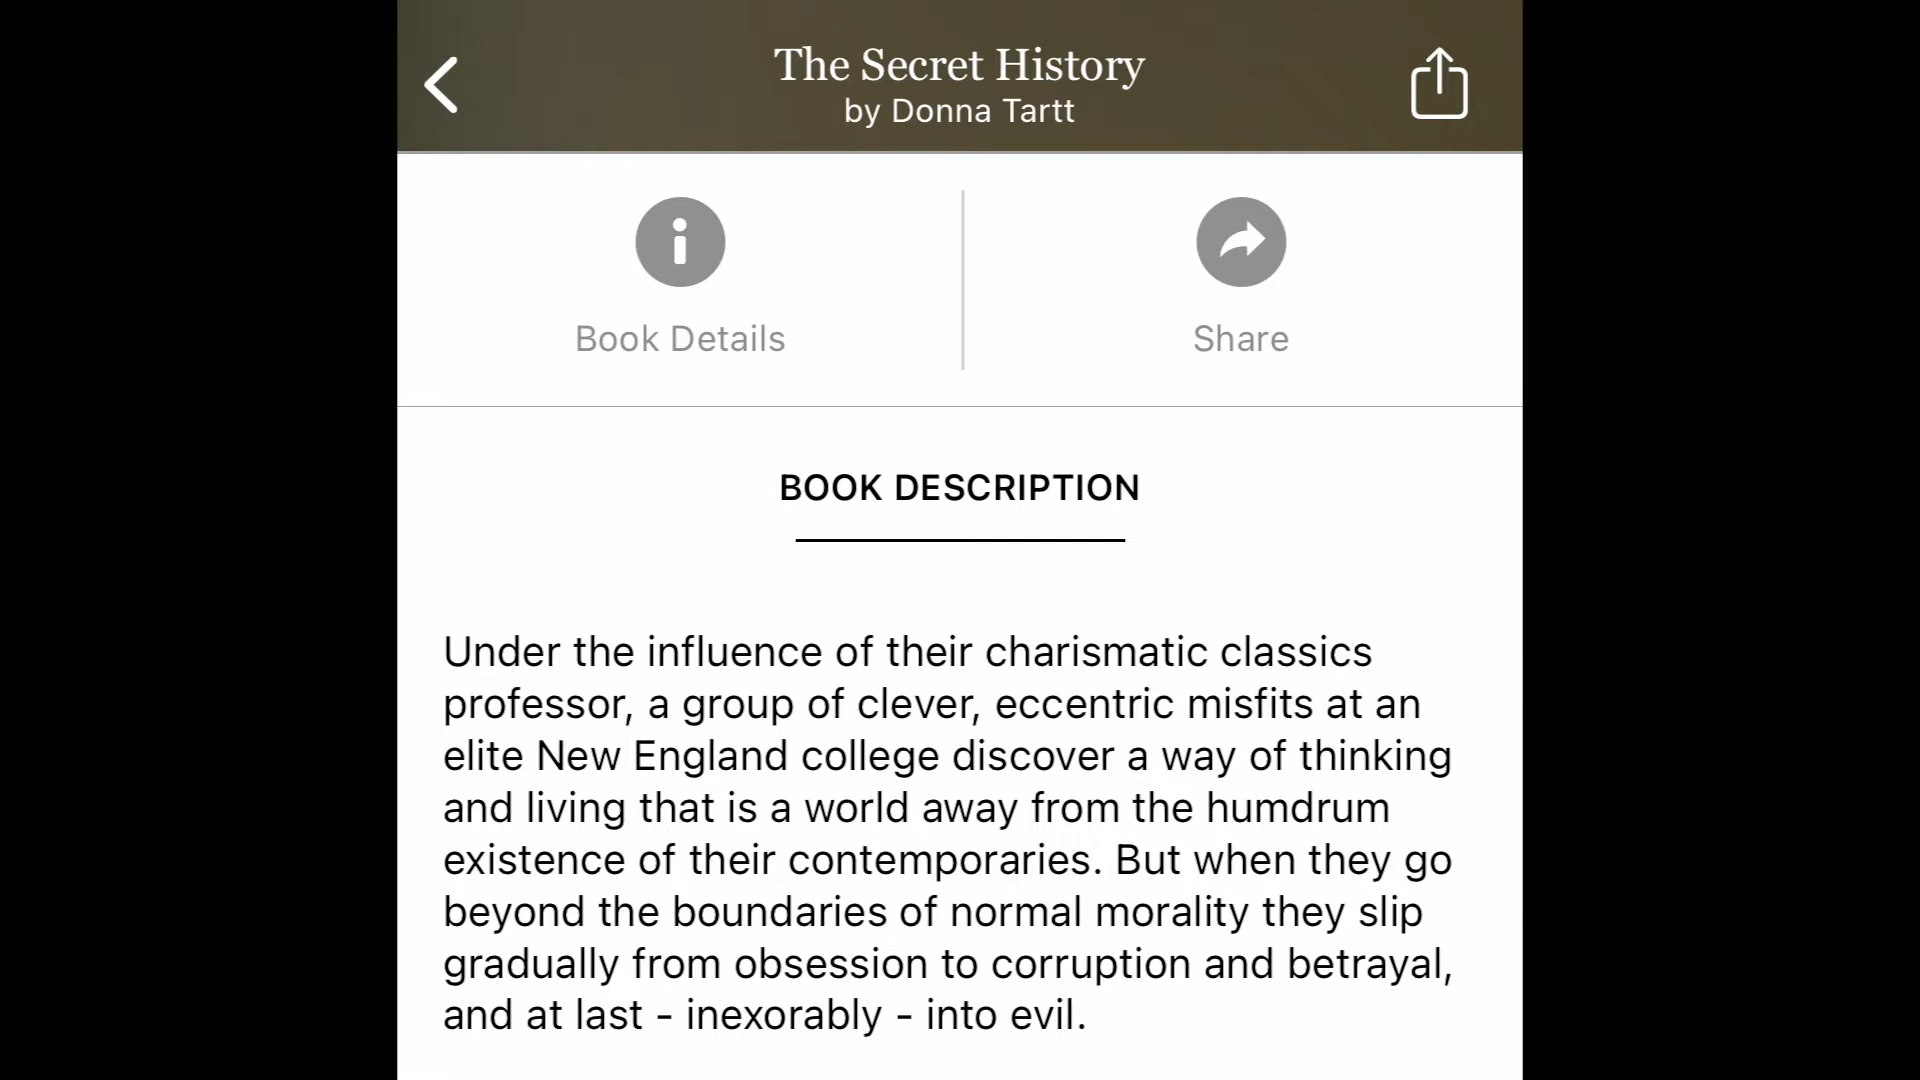 The Secret History
by Donna Tartt
Book Details
Share
BOOK DESCRIPTION
Under the influence of their charismatic classics
professor, a group of clever, eccentric misfits at an
elite New England college discover a way of thinking
and living that is a world away from the humdrum
existence of their contemporaries. But when they go
beyond the boundaries of normal morality they slip
gradually from obsession to corruption and betrayal,
and at last - inexorably - into evil.